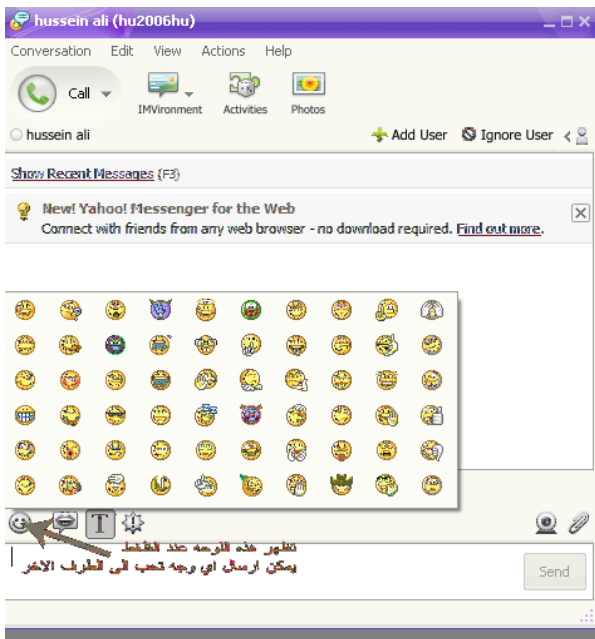 hussein ali (hu2006hu)
Conversation Edit View Actions Help
Call
IMVironment Activities Photos
hussein ali Add User Ignore User
Show Recent Messages (F3)
New! Yahoo! Messenger for the Web
Connect with friends from any web browser - no download required. Find out more.
T
تظهر هذه اللوحه عند الظغط
يمكن ارسال اي وجه تحب الى الطرف الاخر
Send